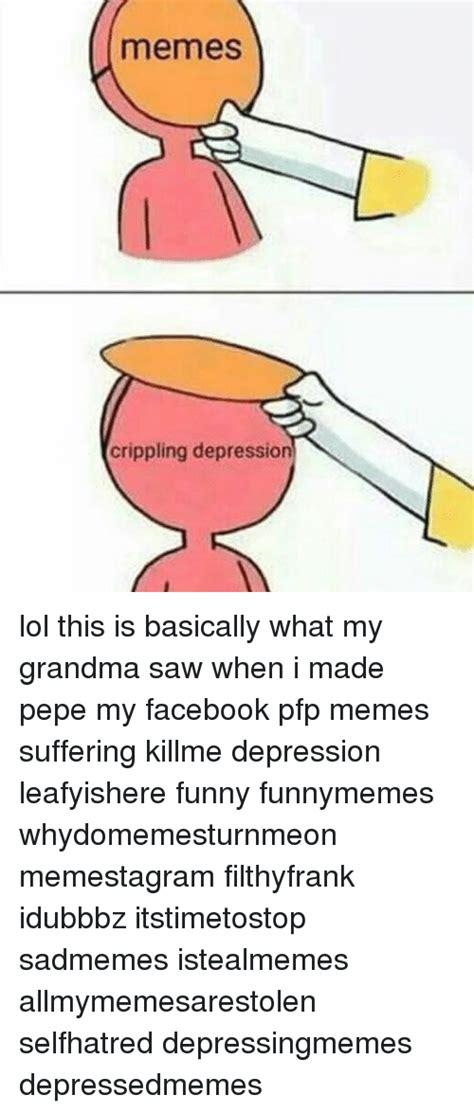 memes
crippling depression
lol this is basically what my
grandma saw when i made
pepe my facebook pfp memes
suffering killme depression
leafyishere funny funnymemes
whydomemesturnmeon
memestagram filthyfrank
idubbbz itstimetostop
sadmemes istealmemes
allmymemesarestolen
selfhatred depressingmemes
depressedmemes